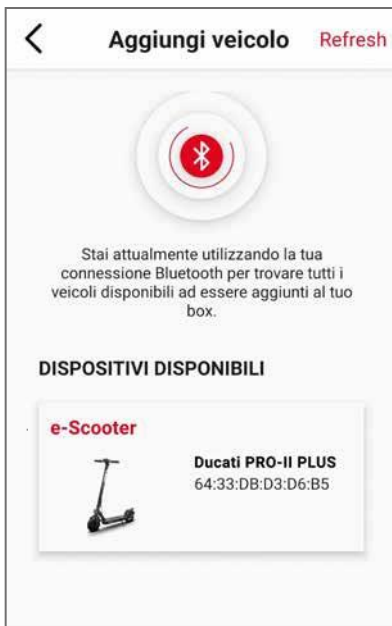 Aggiungi veicolo Refresh
Stai attualmente utilizzando la tua
connessione Bluetooth per trovare tutti i
veicoli disponibili ad essere aggiunti al tuo
box.
DISPOSITIVI DISPONIBILI
e-Scooter
Ducati PRO-II PLUS
64:33:DB:D3:D6:B5